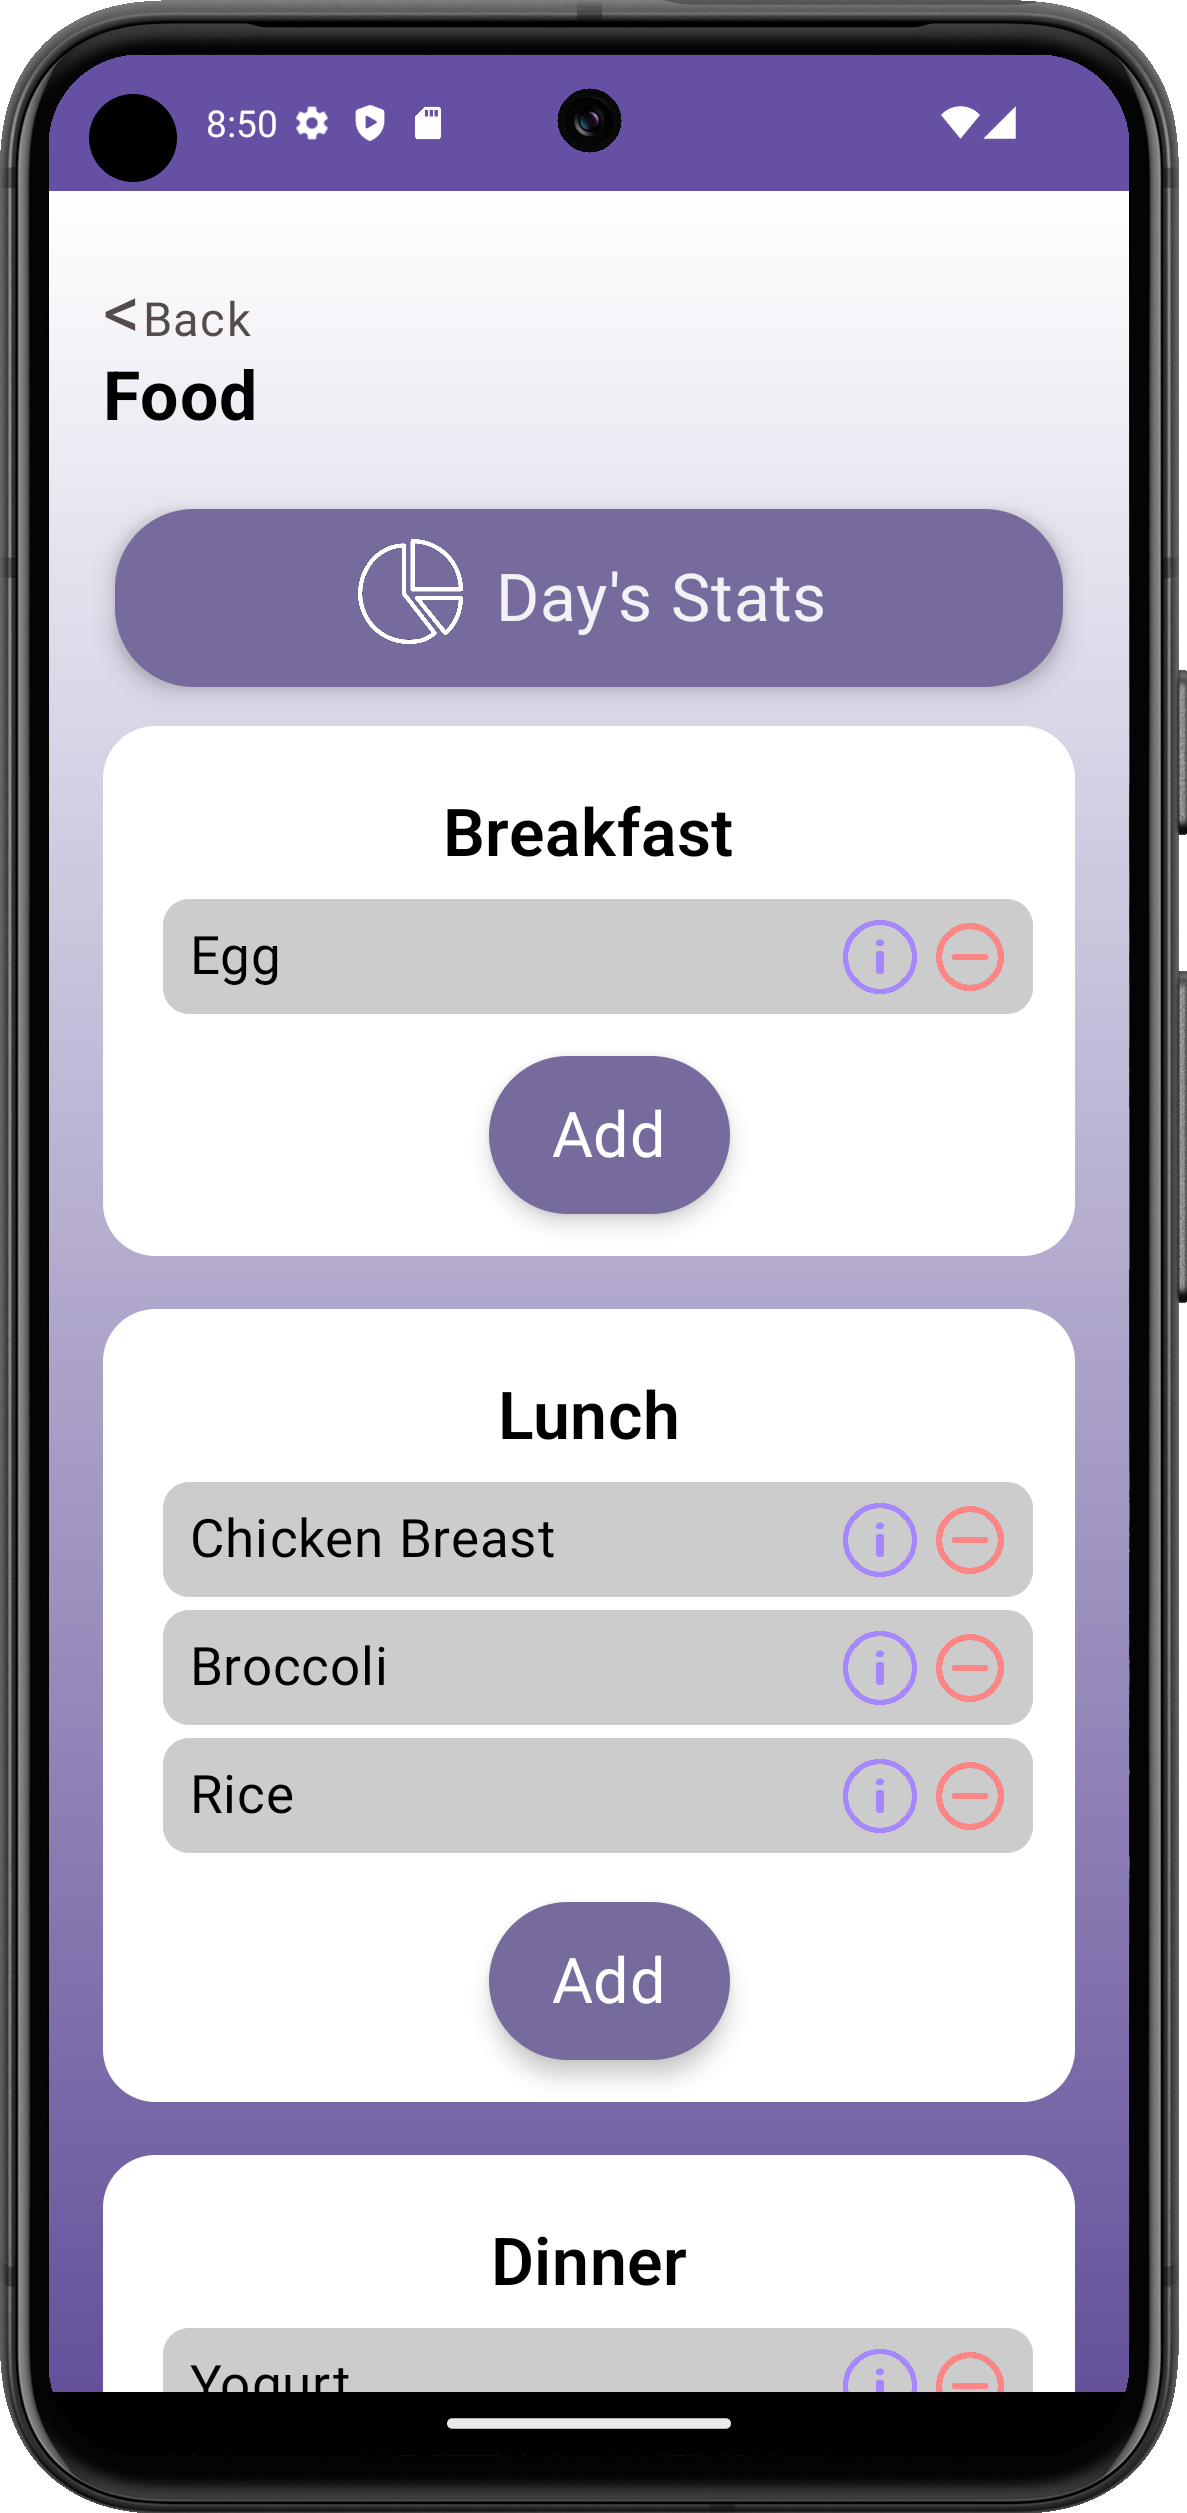 8:50
<Back
Food
Day's Stats
Breakfast
Egg
Add
Lunch
Chicken Breast
Broccoli
Rice
Add
Dinner
Yogurt